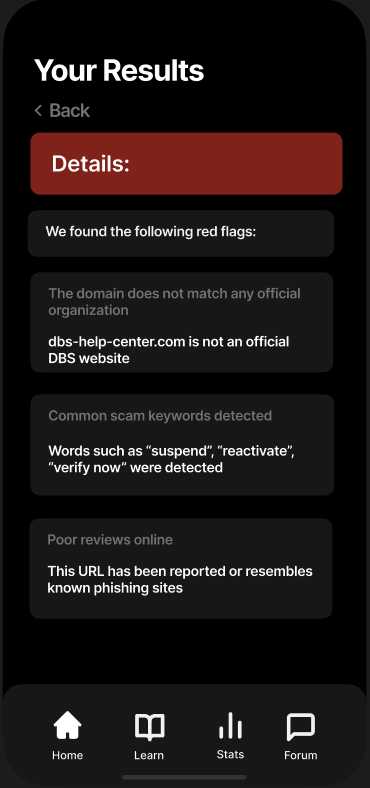 Your Results
Back
Details:
We found the following red flags:
The domain does not match any official
organization
dbs-help-center.com is not an official
DBS website
Common scam keywords detected
Words such as “suspend”, “reactivate”,
“verify now” were detected
Poor reviews online
This URL has been reported or resembles
known phishing sites
Home
Learn
Stats
Forum